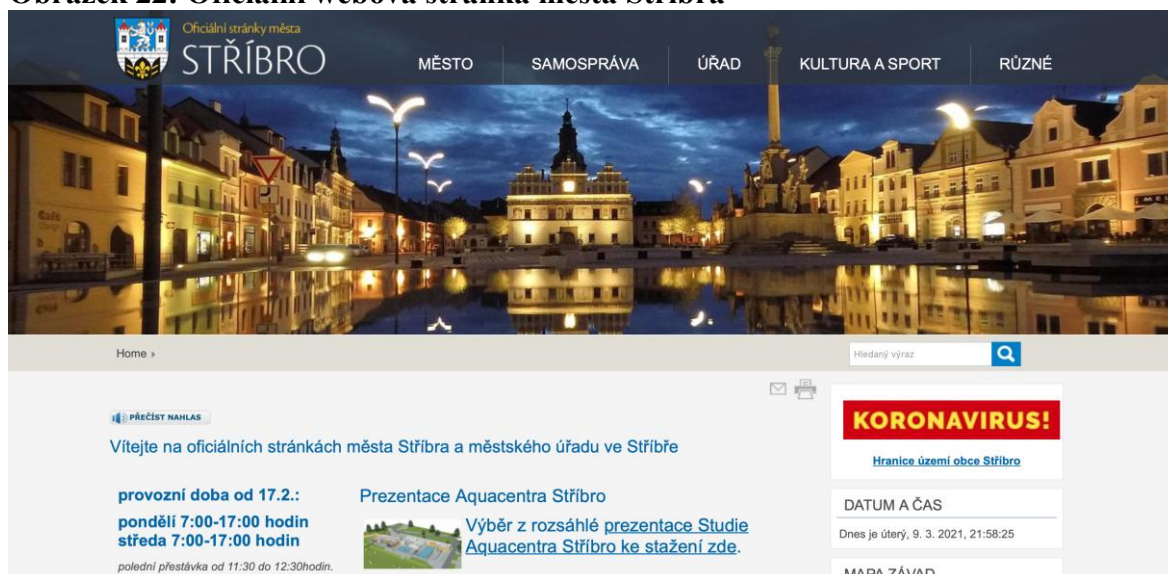 Obrázek 22: Oficiální webová stránka města Stříbra
Oficiální stránky města
STŘÍBRO
MĚSTO SAMOSPRÁVA ÚŘAD KULTURA A SPORT RŮZNÉ
Café
Home ›
Hledaný výraz
PŘEČÍST NAHLAS
Vítejte na oficiálních stránkách města Stříbra a městského úřadu ve Stříbře
provozní doba od 17.2.:
pondělí 7:00-17:00 hodin
středa 7:00-17:00 hodin
polední přestávka od 11:30 do 12:30hodin.
Prezentace Aquacentra Stříbro
Výběr z rozsáhlé prezentace Studie
Aquacentra Stříbro ke stažení zde.
KORONAVIRUS!
Hranice území obce Stříbro
DATUM A ČAS
Dnes je úterý, 9. 3. 2021, 21:58:25
MAPA ZÁVAD